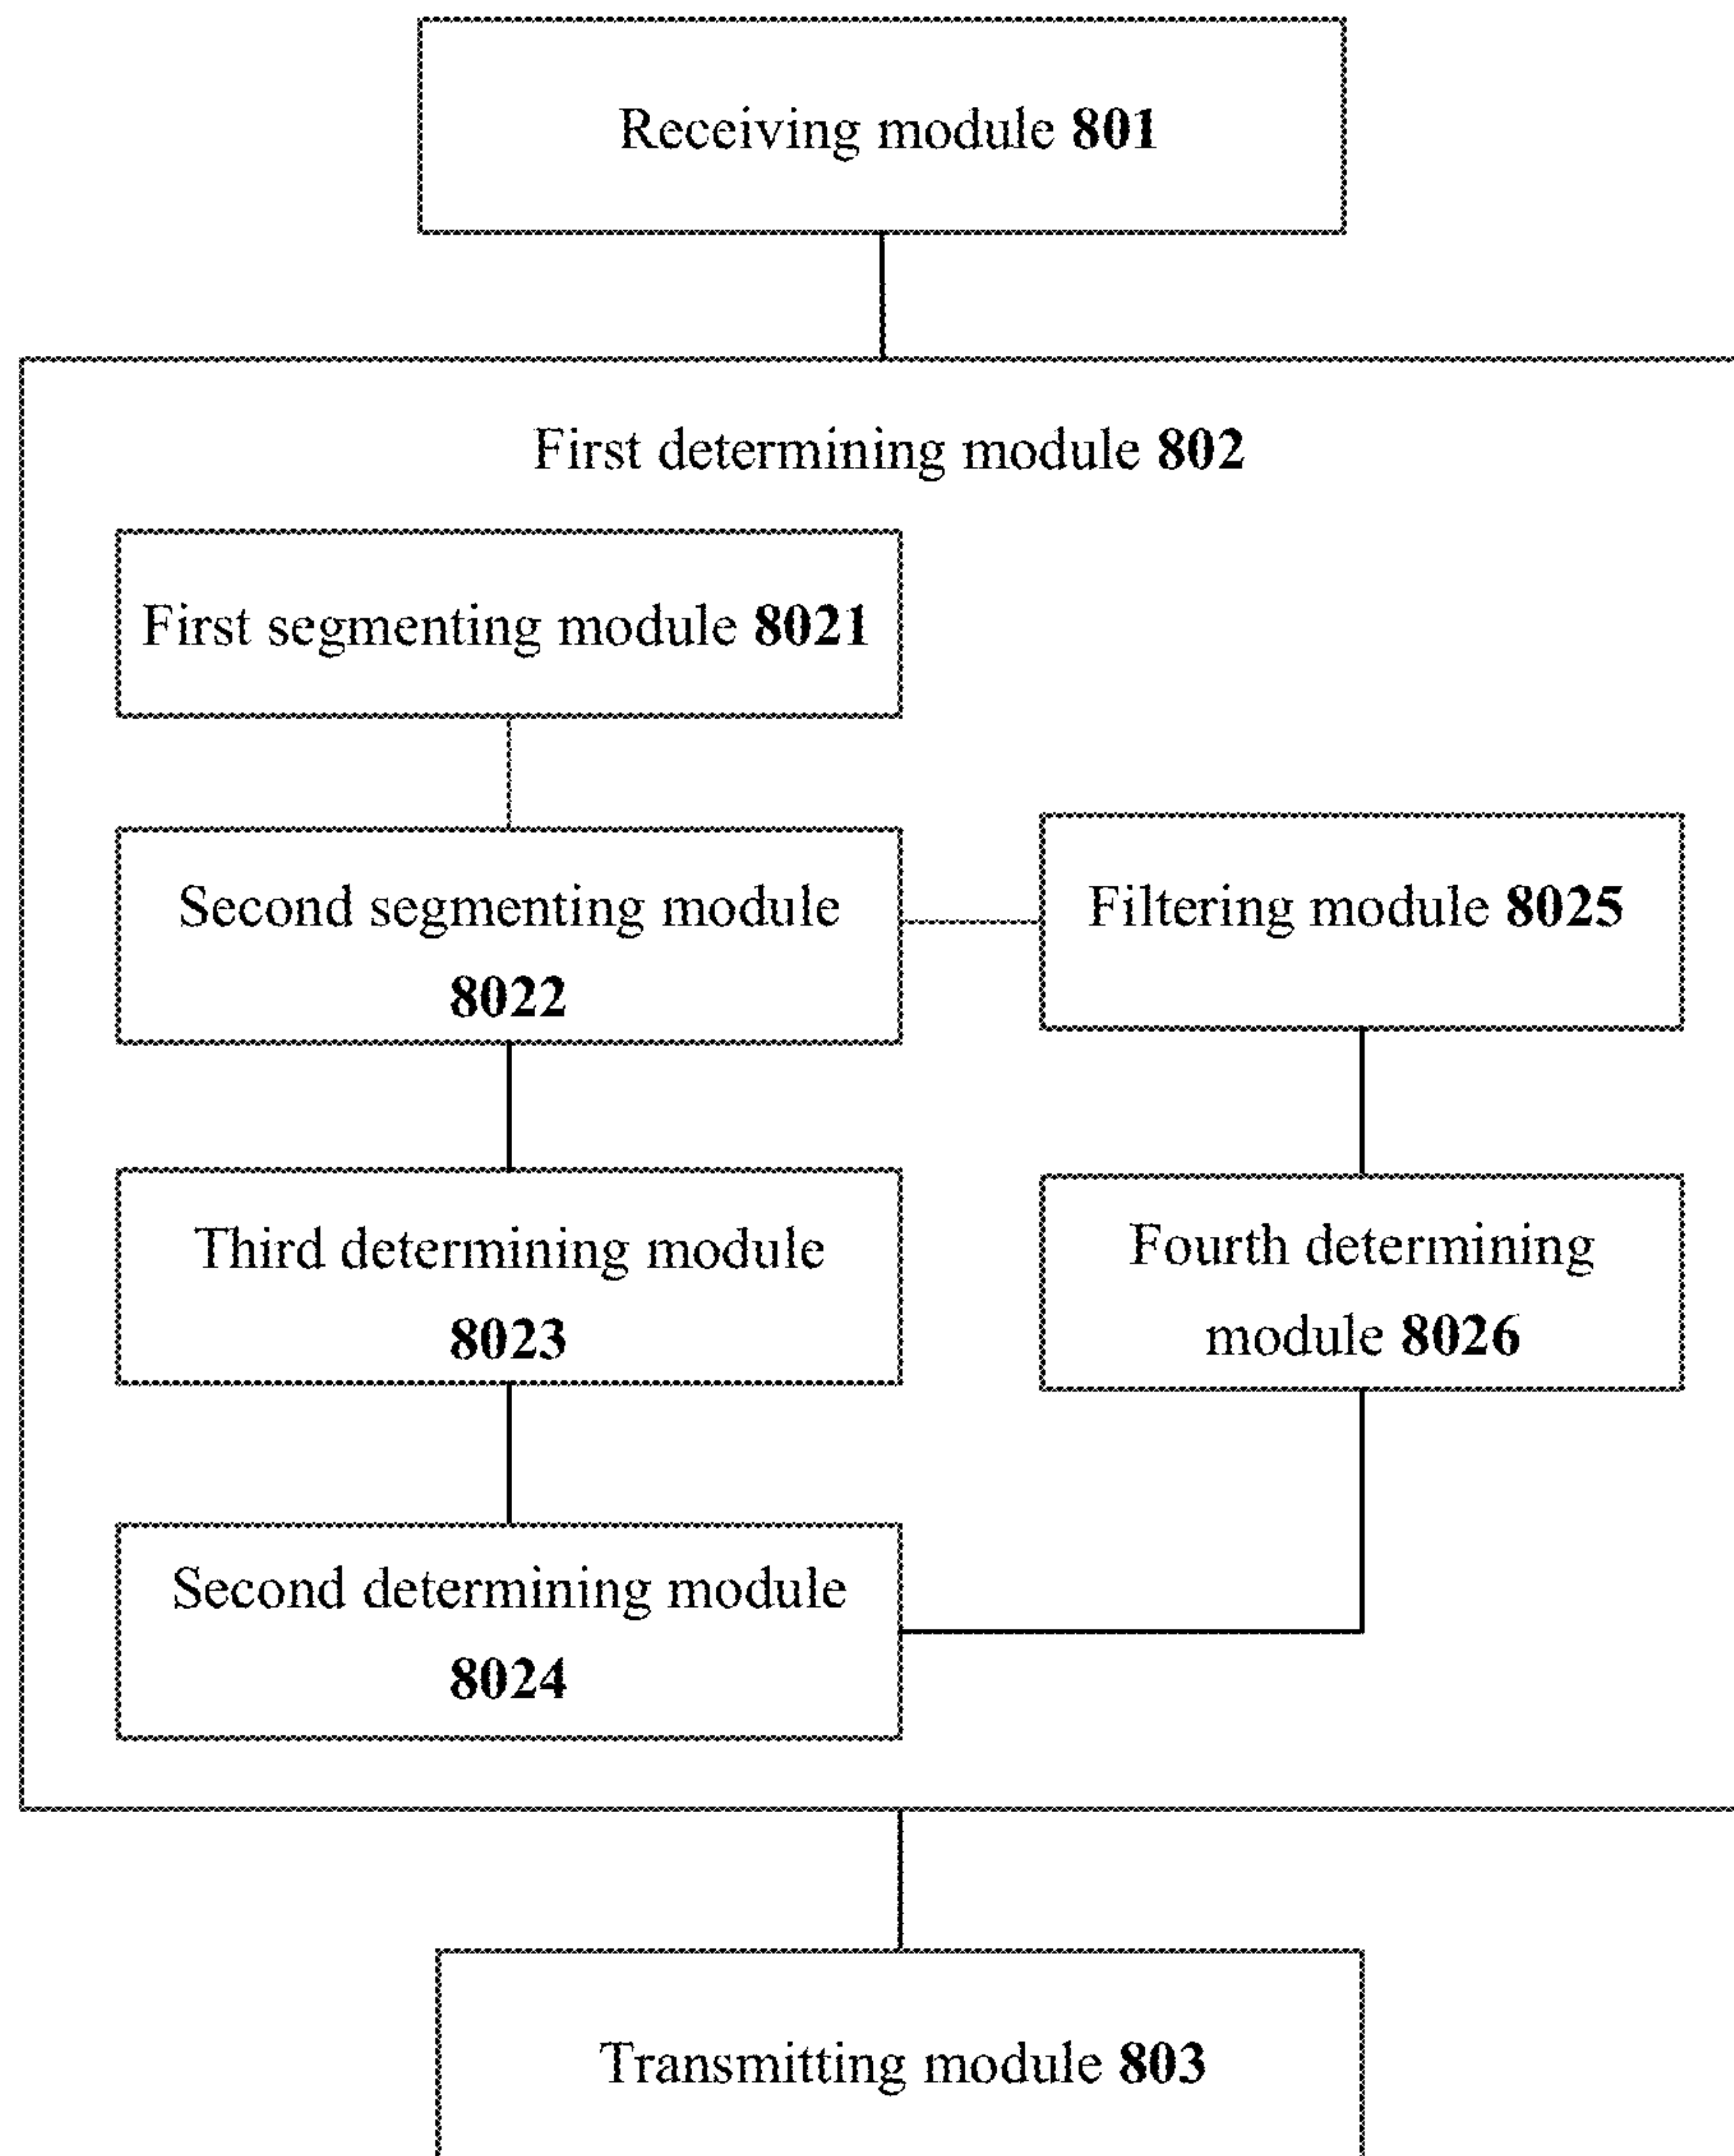 Receiving module 801
First determining module 802
First segmenting module 8021
Second segmenting module
8022
Filtering module 8025
Third determining module
8023
Fourth determining
module 8026
Second determining module
8024
Transmitting module 803